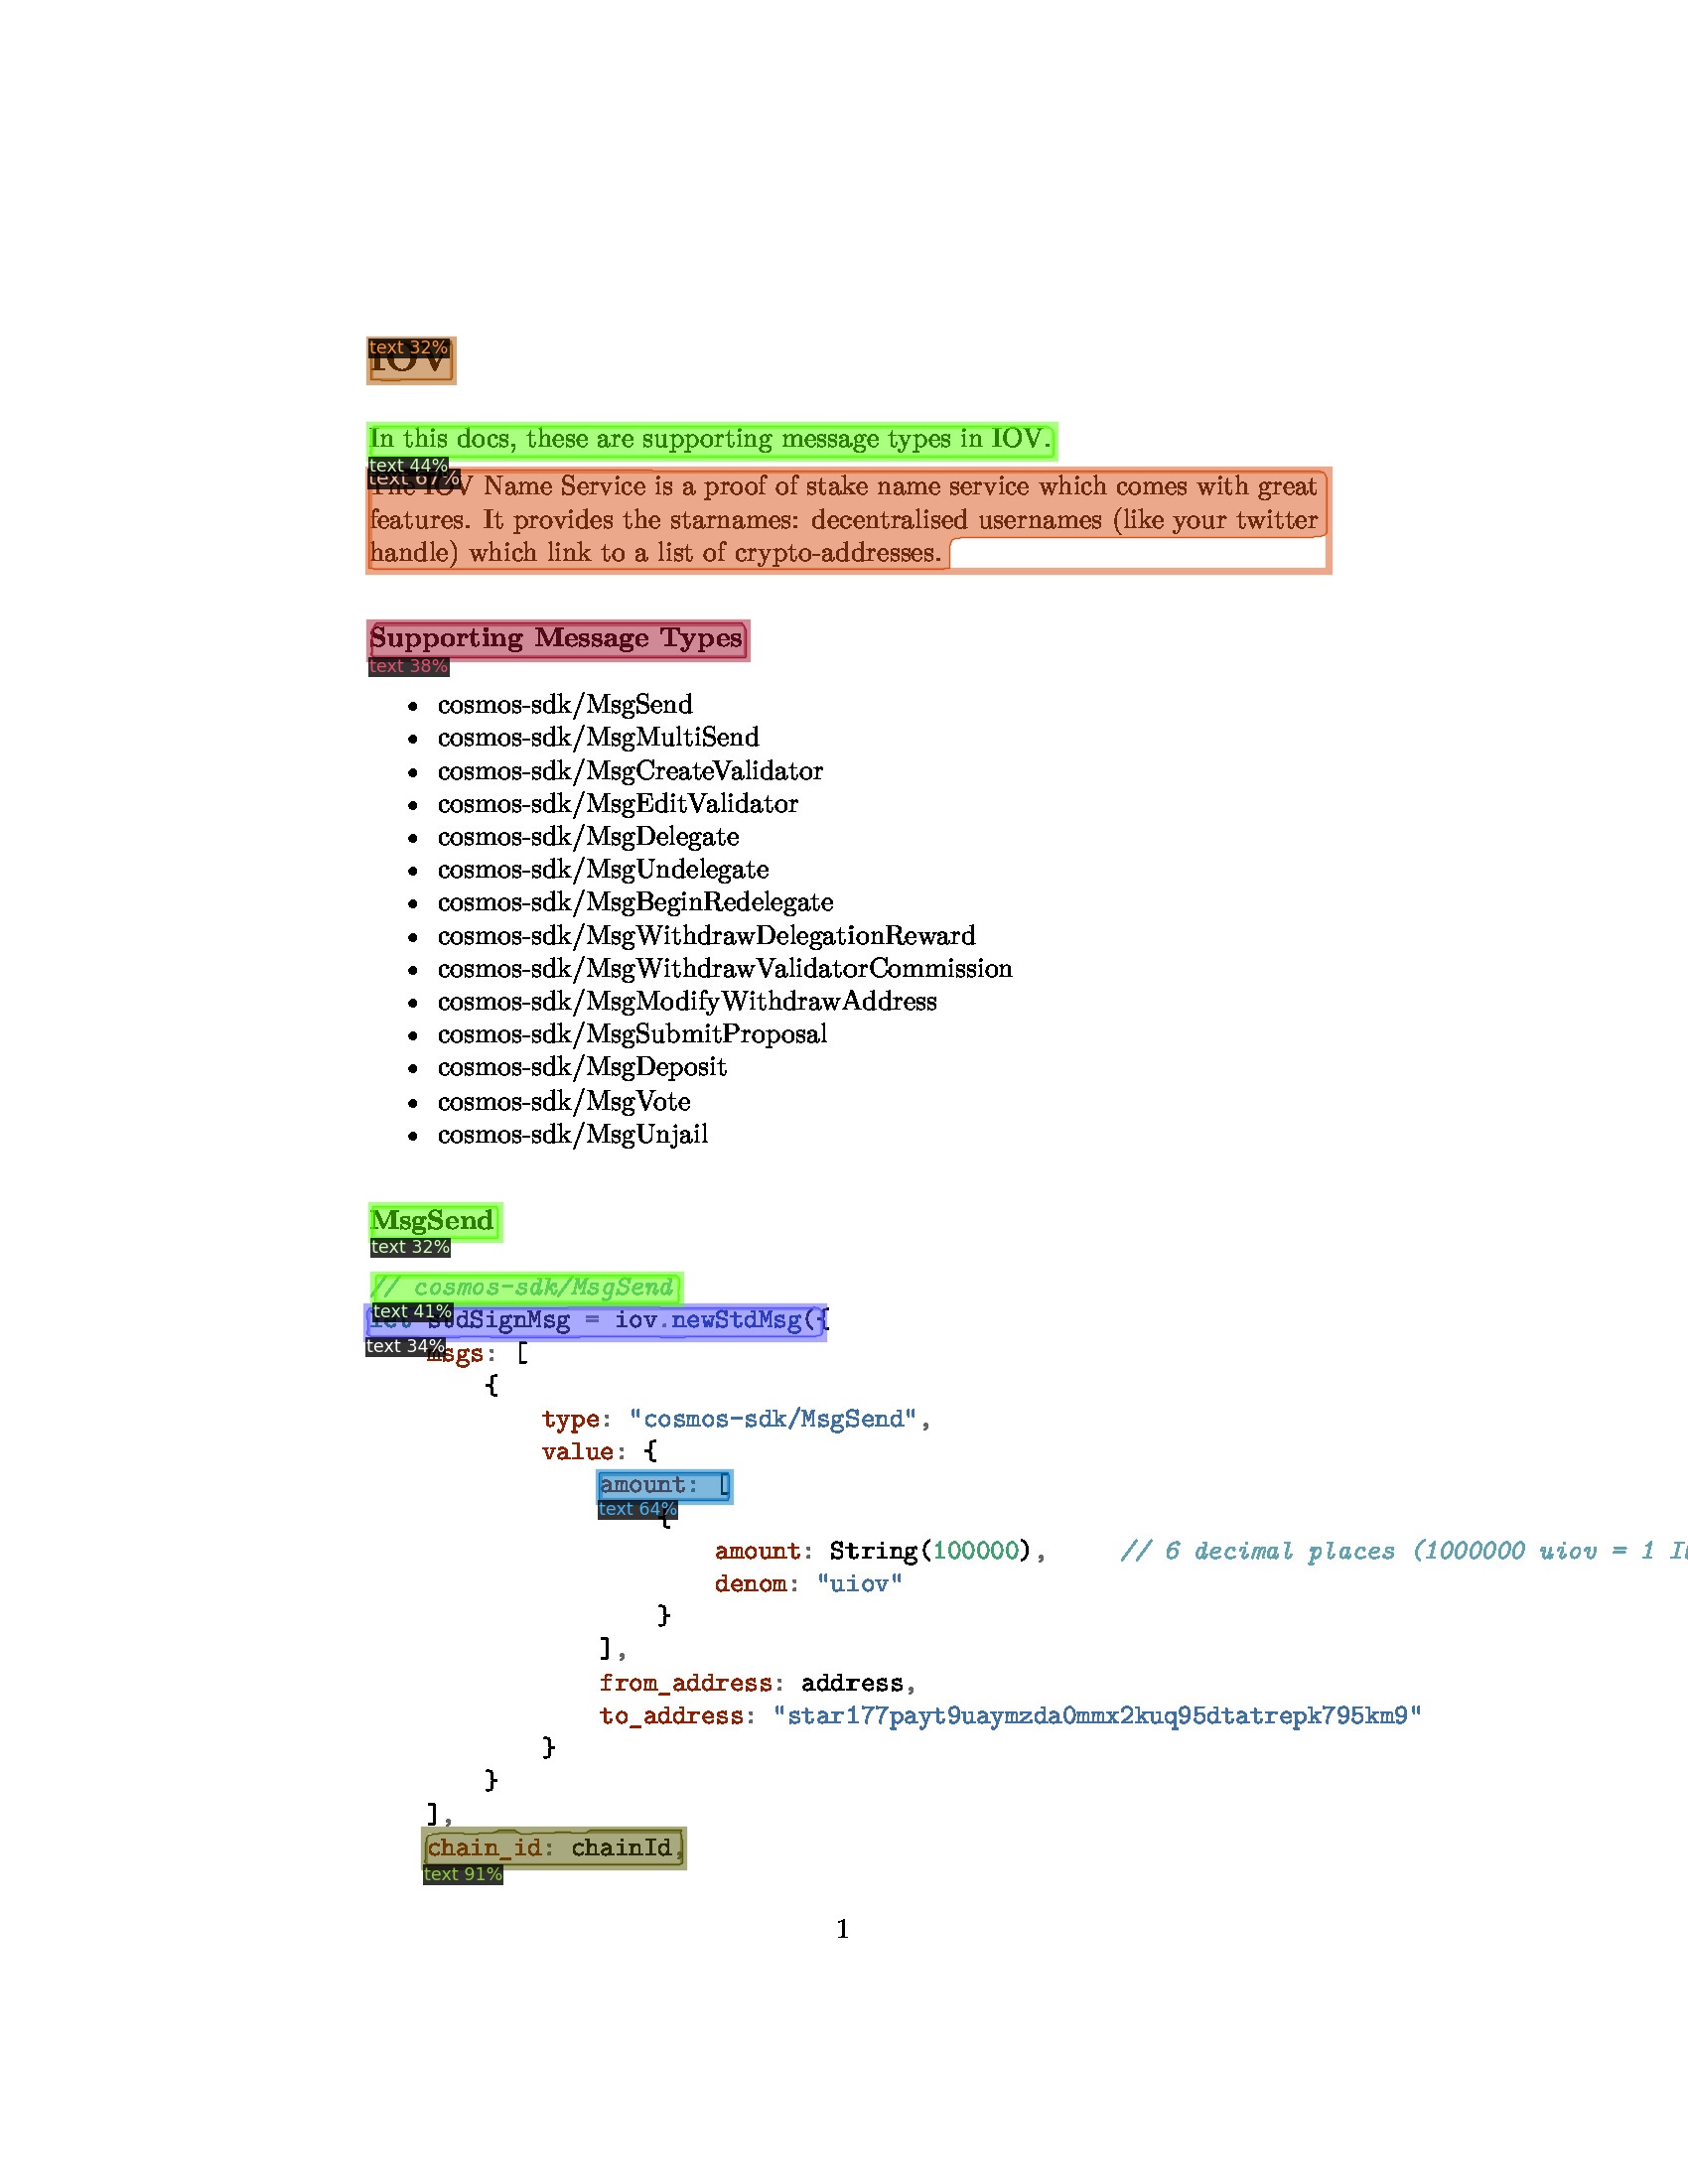 text 32%
IOV
In this docs, these are supporting message types in IOV.
text 44%
text 67%
The IOV Name Service is a proof of stake name service which comes with great
features. It provides the starnames: decentralised usernames (like your twitter
handle) which link to a list of crypto-addresses.
Supporting Message Types
text 38%
• cosmos-sdk/MsgSend
• cosmos-sdk/MsgMultiSend
• cosmos-sdk/MsgCreateValidator
• cosmos-sdk/MsgEditValidator
• cosmos-sdk/MsgDelegate
• cosmos-sdk/MsgUndelegate
• cosmos-sdk/MsgBeginRedelegate
• cosmos-sdk/MsgWithdrawDelegationReward
• cosmos-sdk/MsgWithdrawValidatorCommission
• cosmos-sdk/MsgModifyWithdrawAddress
• cosmos-sdk/MsgSubmitProposal
• cosmos-sdk/MsgDeposit
• cosmos-sdk/MsgVote
• cosmos-sdk/MsgUnjail
MsgSend
text 32%
// cosmos-sdk/MsgSend
text 41%
let stdSignMsg = iov.newStdMsg({
text 34%
msgs: [
{
type: "cosmos-sdk/MsgSend",
value: {
amount: [
text 64%
{
amount: String(100000), // 6 decimal places (1000000 uiov = 1
denom: "uiov"
}
],
from_address: address,
to_address: "star177payt9uaymzda0mmx2kuq95dtatrepk795km9"
}
}
],
chain_id: chainId,
text 91%
1